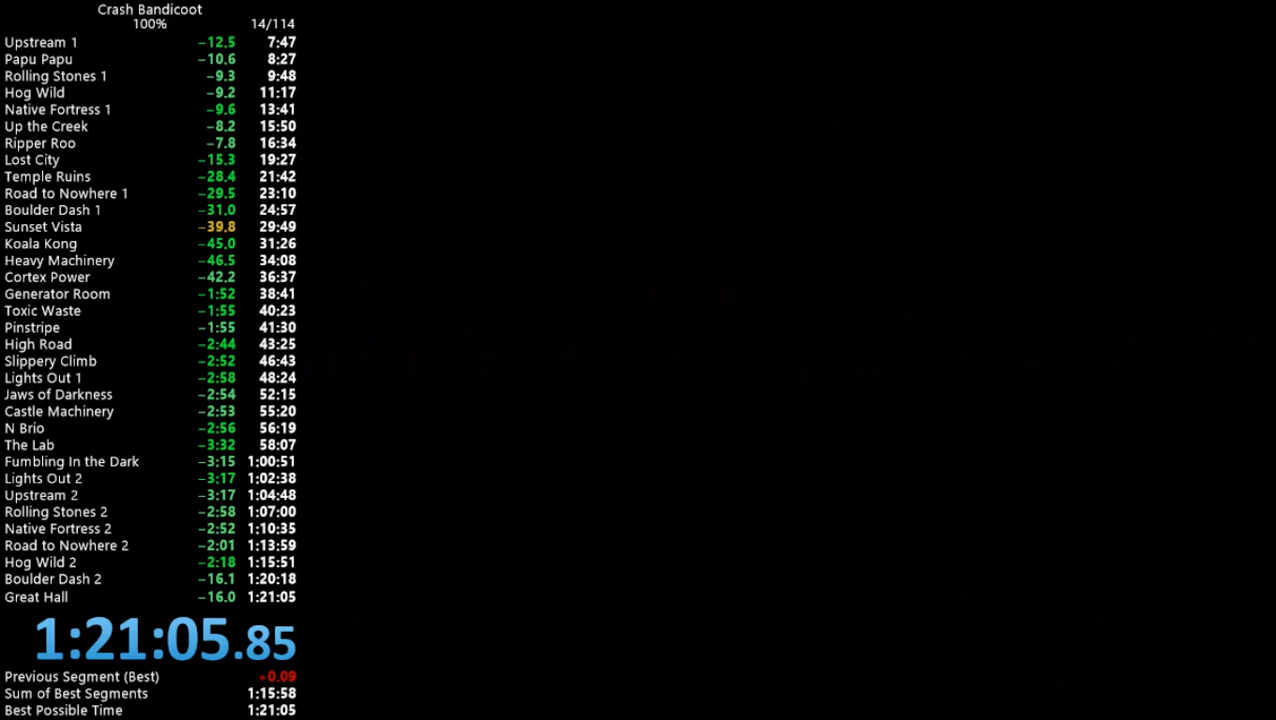 Crash Bandicoot
100% 14/114
Upstream 1 −12.5 7:47
Papu Papu −10.6 8:27
Rolling Stones 1 −9.3 9:48
Hog Wild −9.2 11:17
Native Fortress 1 −9.6 13:41
Up the Creek −8.2 15:50
Ripper Roo −7.8 16:34
Lost City −15.3 19:27
Temple Ruins −28.4 21:42
Road to Nowhere 1 −29.5 23:10
Boulder Dash 1 −31.0 24:57
Sunset Vista −39.8 29:49
Koala Kong −45.0 31:26
Heavy Machinery −46.5 34:08
Cortex Power −42.2 36:37
Generator Room −1:52 38:41
Toxic Waste −1:55 40:23
Pinstripe −1:55 41:30
High Road −2:44 43:25
Slippery Climb −2:52 46:43
Lights Out 1 −2:58 48:24
Jaws of Darkness −2:54 52:15
Castle Machinery −2:53 55:20
N Brio −2:56 56:19
The Lab −3:32 58:07
Fumbling In the Dark −3:15 1:00:51
Lights Out 2 −3:17 1:02:38
Upstream 2 −3:17 1:04:48
Rolling Stones 2 −2:58 1:07:00
Native Fortress 2 −2:52 1:10:35
Road to Nowhere 2 −2:01 1:13:59
Hog Wild 2 −2:18 1:15:51
Boulder Dash 2 −16.1 1:20:18
Great Hall −16.0 1:21:05
1:21:05.85
Previous Segment (Best) +0.09
Sum of Best Segments 1:15:58
Best Possible Time 1:21:05